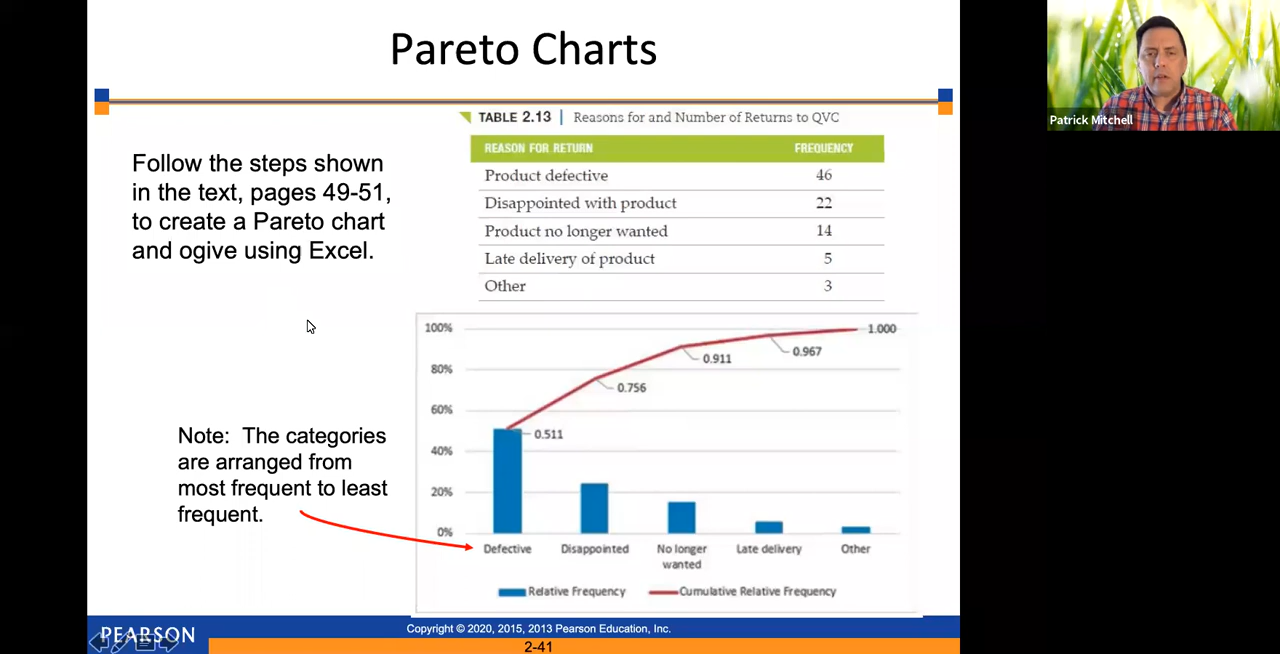 Pareto Charts
Patrick Mitchell
TABLE 2.13 | Reasons for and Number of Returns to QVC
REASON FOR RETURN FREQUENCY
Product defective 46
Disappointed with product 22
Product no longer wanted 14
Late delivery of product 5
Other 3
Follow the steps shown
in the text, pages 49-51,
to create a Pareto chart
and ogive using Excel.
Note: The categories
are arranged from
most frequent to least
frequent.
100%
80%
60%
40%
20%
0%
0.511
0.756
0.911
0.967
1.000
Defective
Disappointed
No longer
wanted
Late delivery
Other
Relative Frequency
Cumulative Relative Frequency
PEARSON
Copyright © 2020, 2015, 2013 Pearson Education, Inc.
2-41